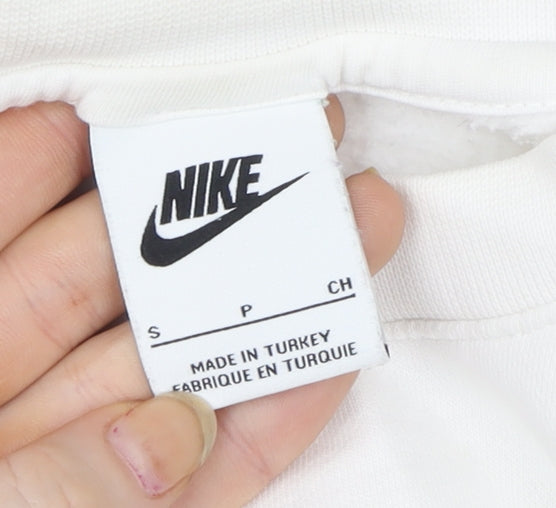 NIKE
S P CH
MADE IN TURKEY
FABRIQUE EN TURQUIE